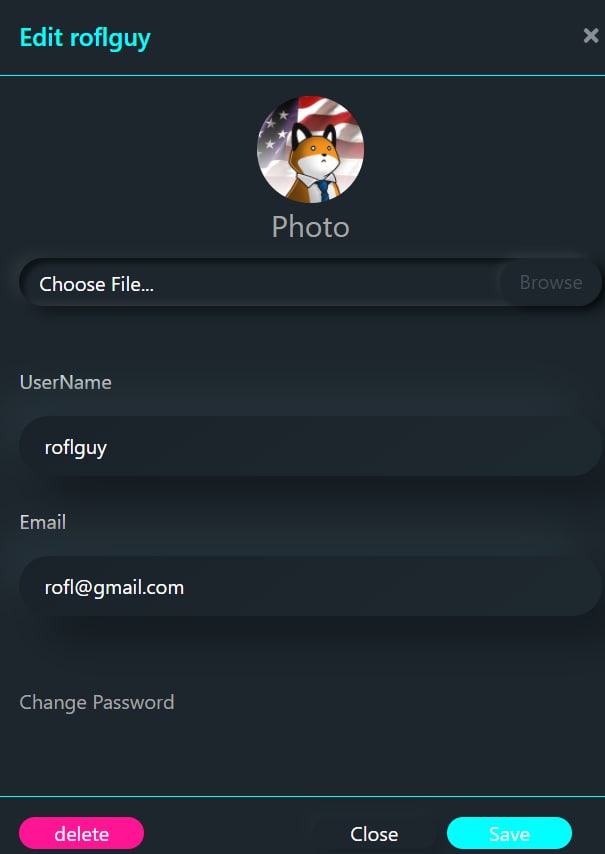 Edit roflguy
×
Photo
Choose File...
Browse
UserName
roflguy
Email
rofl@gmail.com
Change Password
delete
Close
Save